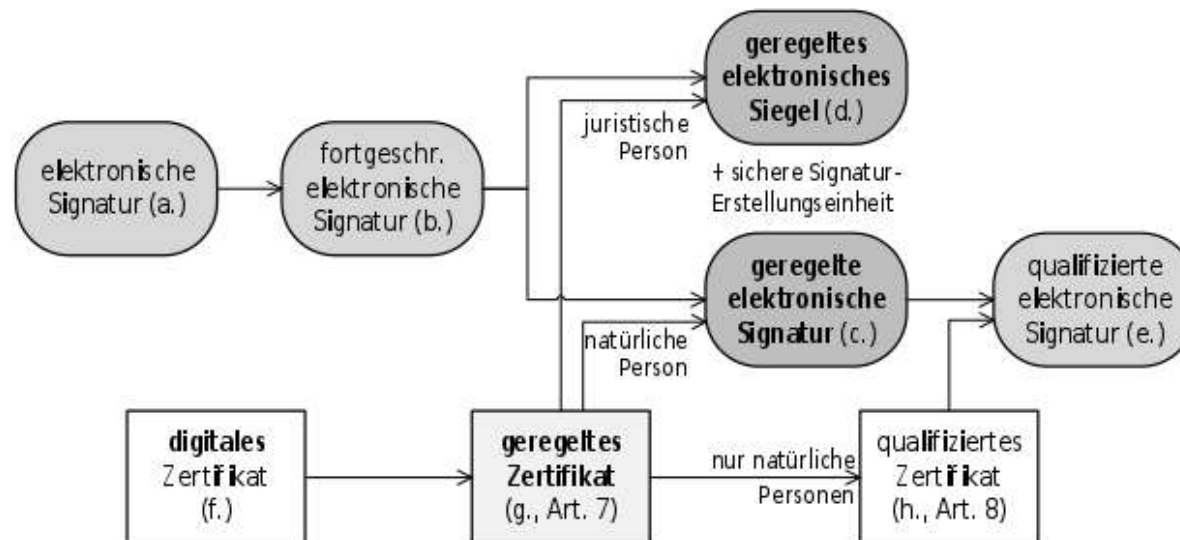 geregeltes
elektronisches
Siegel (d.)
juristische
Person
elektronische
Signatur (a.)
fortgeschr.
elektronische
Signatur (b.)
+ sichere Signatur-
Erstellungseinheit
geregelte
elektronische
Signatur (c.)
qualifizierte
elektronische
Signatur (e.)
natürliche
Person
digitales
Zertifikat
(f.)
geregeltes
Zertifikat
(g., Art. 7)
nur natürliche
Personen
qualifiziertes
Zertifikat
(h., Art. 8)